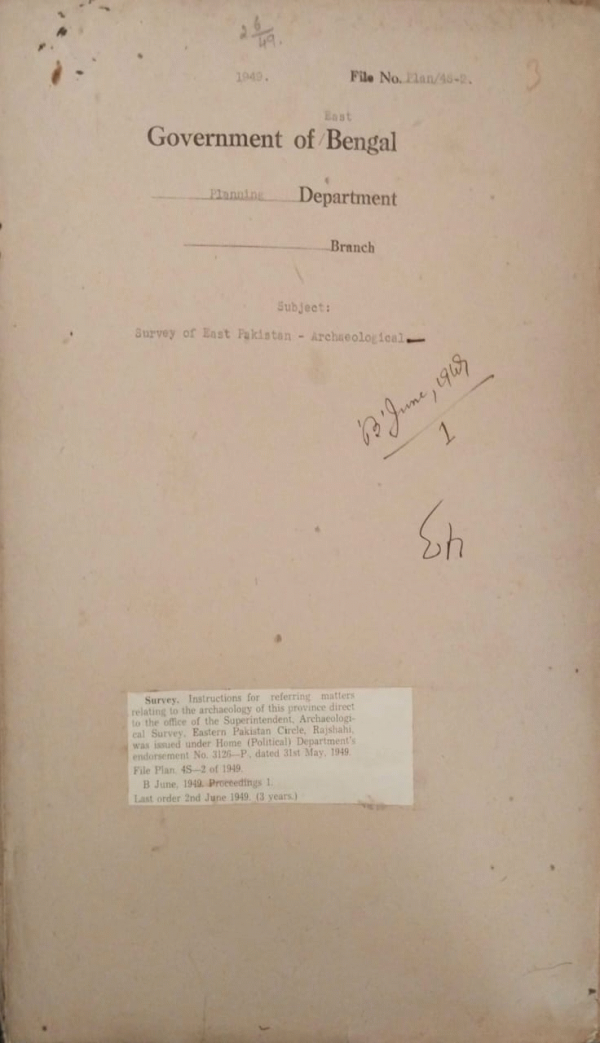 2 6/49.
1949. File No. Plan/4S-2. 3
East
Government of / Bengal
Planning Department
Branch
Subject:
Survey of East Pakistan - Archaeological
'B' June, 1949
1
Survey, Instructions for referring matters
relating to the archaeology of this province direct
to the office of the Superintendent, Archaeologi-
cal Survey, Eastern Pakistan Circle, Rajshahi,
was issued under Home (Political) Department's
endorsement No. 3126—P., dated 31st May, 1949.
File Plan. 4S—2 of 1949.
B June, 1949. Proceedings 1.
Last order 2nd June 1949. (3 years.)